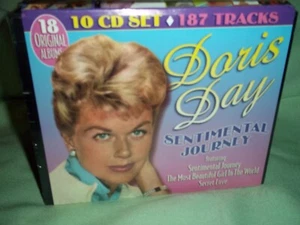 10 CD SET ♦ 187 TRACKS
18
ORIGINAL
ALBUMS
Doris
Day
SENTIMENTAL
JOURNEY
Featuring
Sentimental Journey
The Most Beautiful Girl In The World
Secret Love